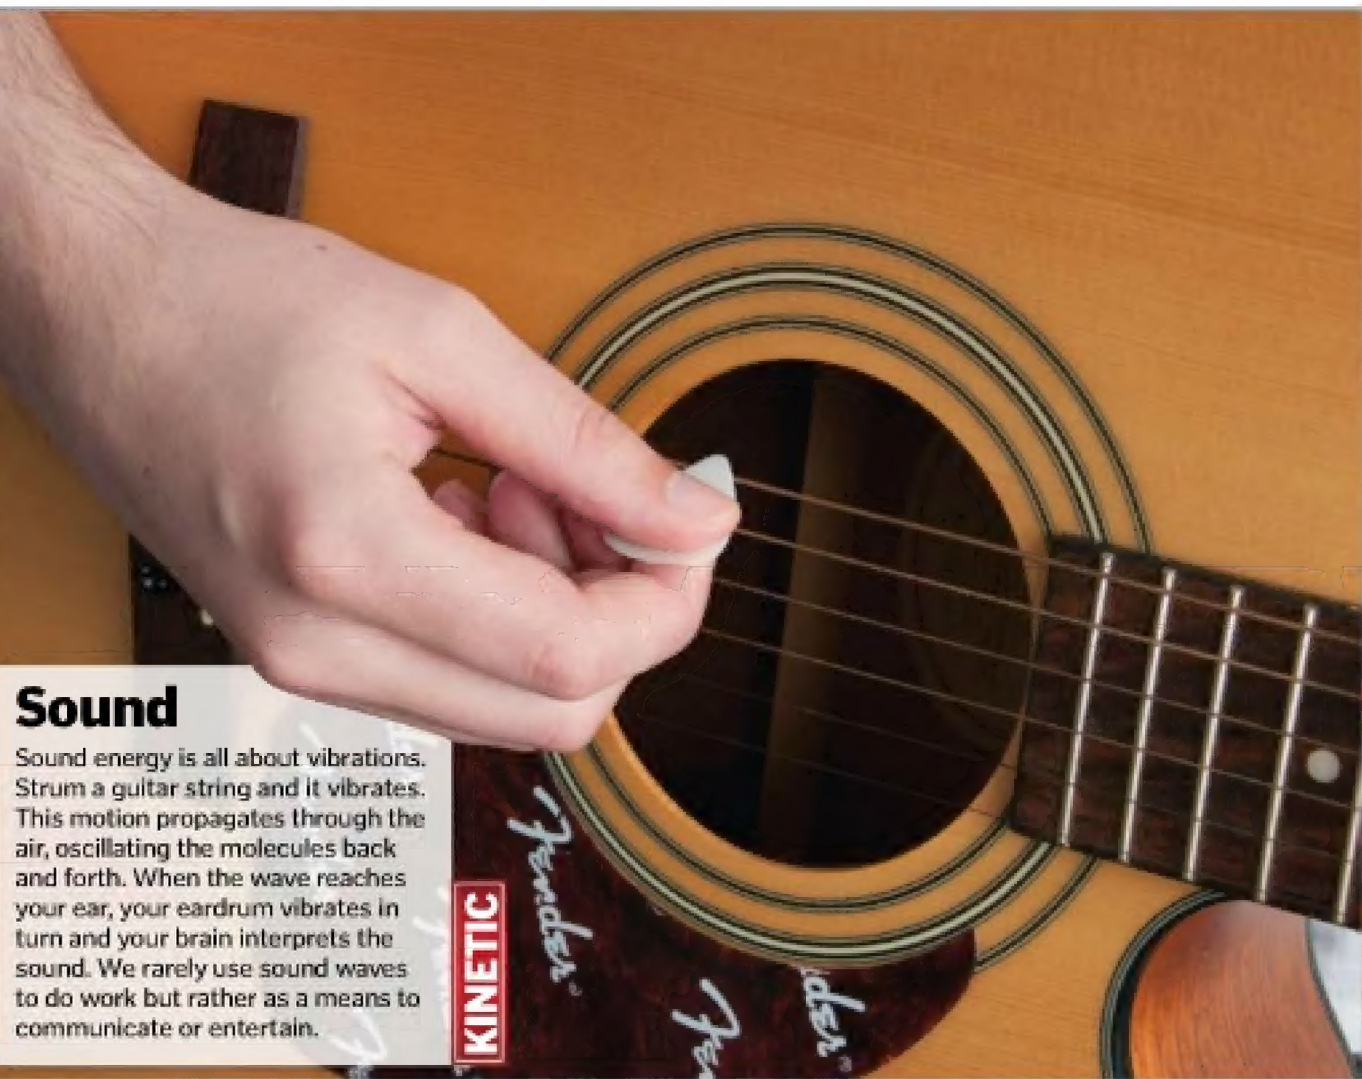 Sound
Sound energy is all about vibrations.
Strum a guitar string and it vibrates.
This motion propagates through the
air, oscillating the molecules back
and forth. When the wave reaches
your ear, your eardrum vibrates in
turn and your brain interprets the
sound. We rarely use sound waves
to do work but rather as a means to
communicate or entertain.
KINETIC
Fender